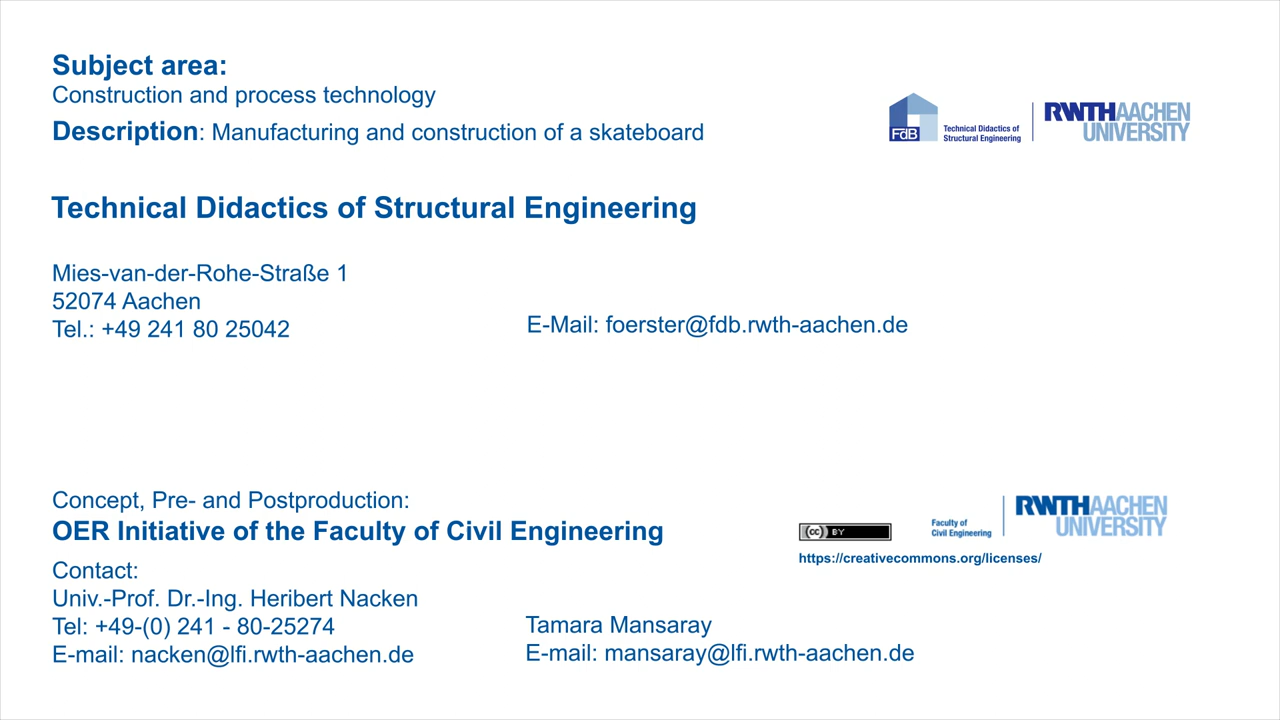 Subject area:
Construction and process technology
Description: Manufacturing and construction of a skateboard
FdB
Technical Didactics of
Structural Engineering
RWTHAACHEN
UNIVERSITY
Technical Didactics of Structural Engineering
Mies-van-der-Rohe-Straße 1
52074 Aachen
Tel.: +49 241 80 25042
E-Mail: foerster@fdb.rwth-aachen.de
Concept, Pre- and Postproduction:
OER Initiative of the Faculty of Civil Engineering
cc BY
Faculty of
Civil Engineering
RWTHAACHEN
UNIVERSITY
https://creativecommons.org/licenses/
Contact:
Univ.-Prof. Dr.-Ing. Heribert Nacken
Tel: +49-(0) 241 - 80-25274
E-mail: nacken@lfi.rwth-aachen.de
Tamara Mansaray
E-mail: mansaray@lfi.rwth-aachen.de